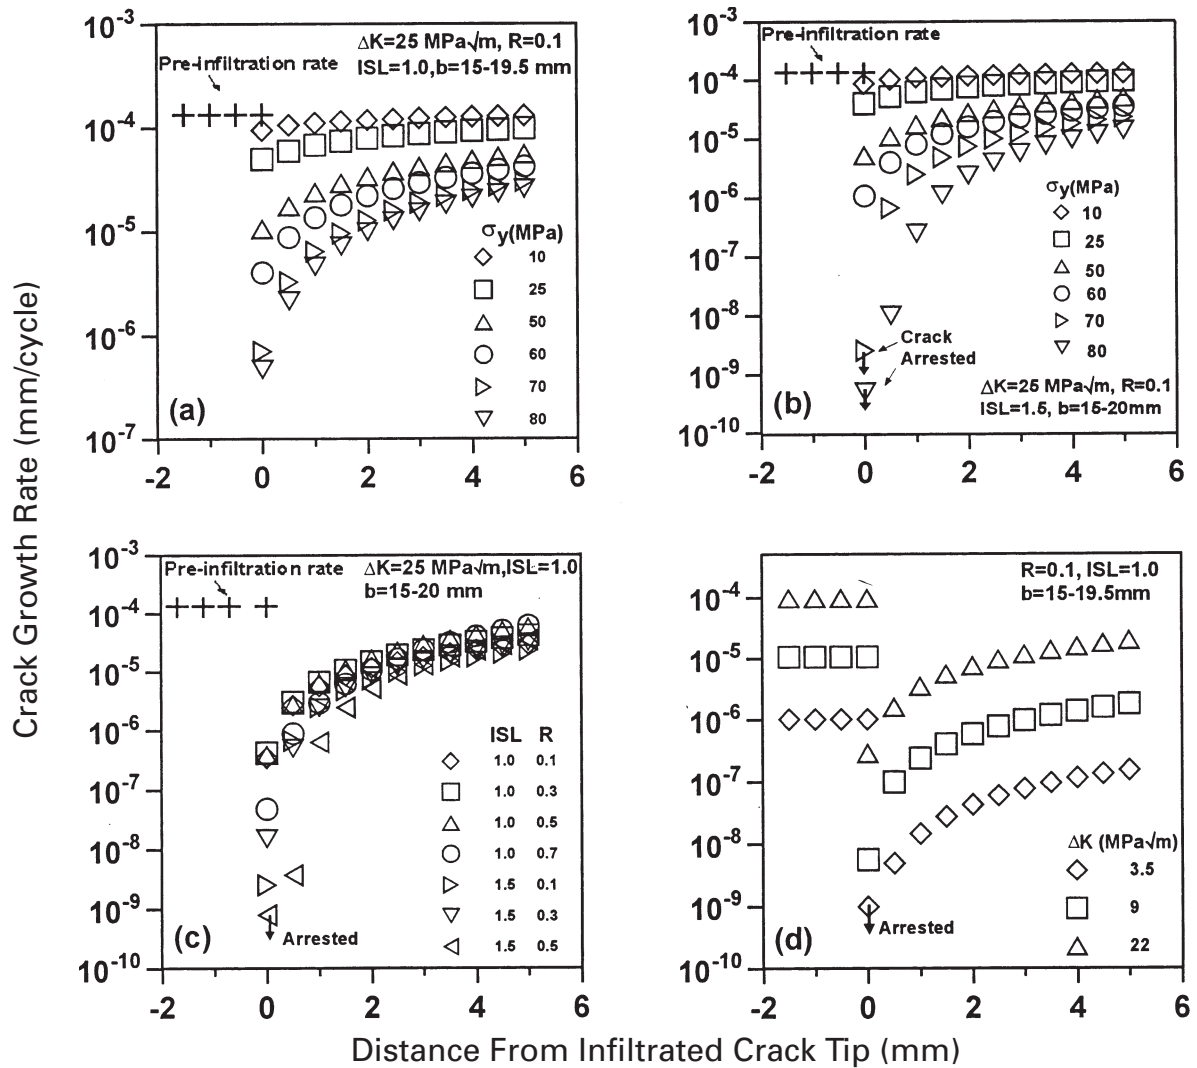 Crack Growth Rate (mm/cycle)
10-3
10-4
10-5
10-6
10-7
Pre-infiltration rate
ΔK=25 MPa√m, R=0.1
ISL=1.0,b=15-19.5 mm
σy(MPa)
10
25
50
60
70
80
(a)
-2 0 2 4 6
10-3
10-4
10-5
10-6
10-7
10-8
10-9
10-10
Pre-infiltration rate
σy(MPa)
10
25
50
60
70
80
Crack
Arrested
ΔK=25 MPa√m, R=0.1
ISL=1.5, b=15-20mm
(b)
-2 0 2 4 6
10-3
10-4
10-5
10-6
10-7
10-8
10-9
10-10
Pre-infiltration rate
ΔK=25 MPa√m,ISL=1.0
b=15-20 mm
ISL R
1.0 0.1
1.0 0.3
1.0 0.5
1.0 0.7
1.5 0.1
1.5 0.3
1.5 0.5
Arrested
(c)
-2 0 2 4 6
10-4
10-5
10-6
10-7
10-8
10-9
10-10
R=0.1, ISL=1.0
b=15-19.5mm
ΔK (MPa√m)
3.5
9
22
Arrested
(d)
-2 0 2 4 6
Distance From Infiltrated Crack Tip (mm)